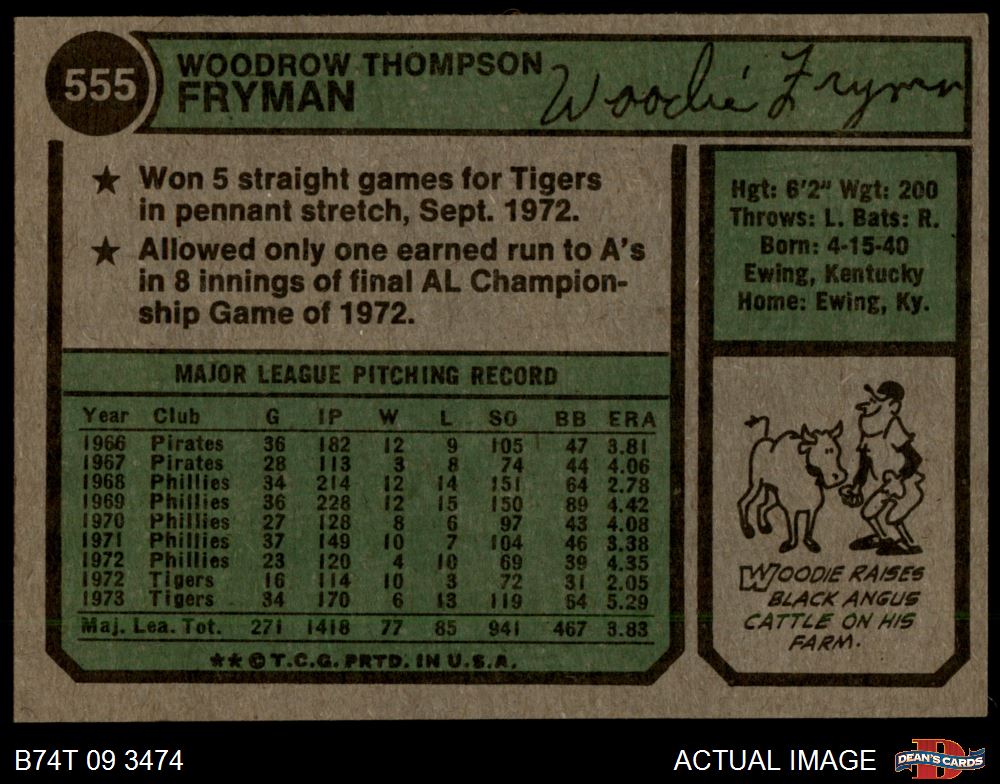 555
WOODROW THOMPSON
FRYMAN
Woodie Fryman
★ Won 5 straight games for Tigers
in pennant stretch, Sept. 1972.
★ Allowed only one earned run to A's
in 8 innings of final AL Champion-
ship Game of 1972.
Hgt: 6'2" Wgt: 200
Throws: L. Bats: R.
Born: 4-15-40
Ewing, Kentucky
Home: Ewing, Ky.
MAJOR LEAGUE PITCHING RECORD
Year Club G IP W L SO BB ERA
1966 Pirates 36 182 12 9 105 47 3.81
1967 Pirates 28 113 3 8 74 44 4.06
1968 Phillies 34 214 12 14 151 64 2.78
1969 Phillies 36 228 12 15 150 89 4.42
1970 Phillies 27 128 8 6 97 43 4.08
1971 Phillies 37 149 10 7 104 46 3.38
1972 Phillies 23 120 4 10 69 39 4.35
1972 Tigers 16 114 10 3 72 31 2.05
1973 Tigers 34 170 6 13 119 54 5.29
Maj. Lea. Tot. 271 1418 77 85 941 467 3.83
★★ © T.C.G. PRTD. IN U.S.A.
WOODIE RAISES
BLACK ANGUS
CATTLE ON HIS
FARM.
B74T 09 3474
ACTUAL IMAGE
DEAN'S CARDS